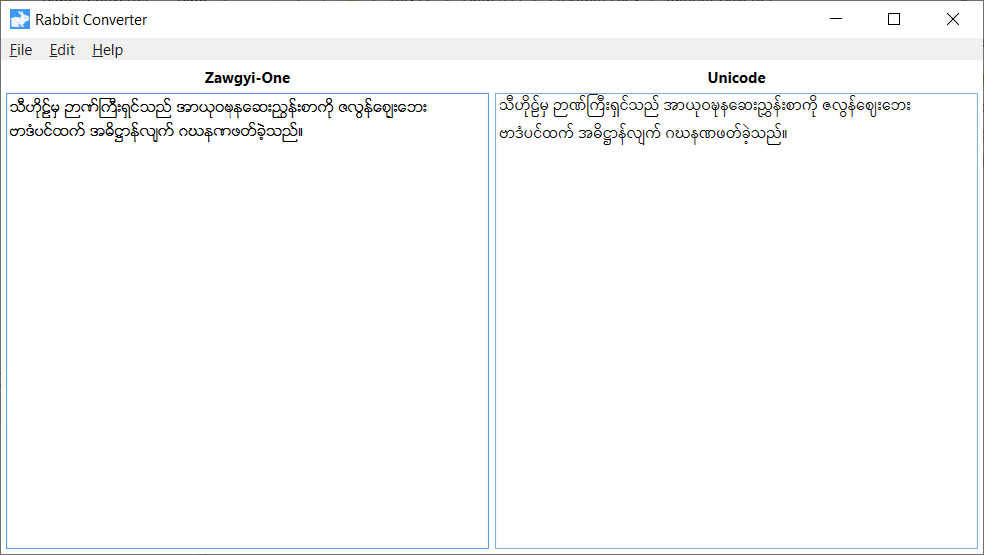 Rabbit Converter
File Edit Help
Zawgyi-One
သီဟိုဠ်မှ ဉာဏ်ကြီးရှင်သည် အာယုဝဍ္ဎနဆေးညွှန်းစာကို ဇလွန်ဈေးဘေး
ဗာဒံပင်ထက် အဓိဋ္ဌာန်လျက် ဂဃနဏဖတ်ခဲ့သည်။
Unicode
သီဟိုဠ်မှ ဉာဏ်ကြီးရှင်သည် အာယုဝဍ္ဎနဆေးညွှန်းစာကို ဇလွန်ဈေးဘေး
ဗာဒံပင်ထက် အဓိဋ္ဌာန်လျက် ဂဃနဏဖတ်ခဲ့သည်။